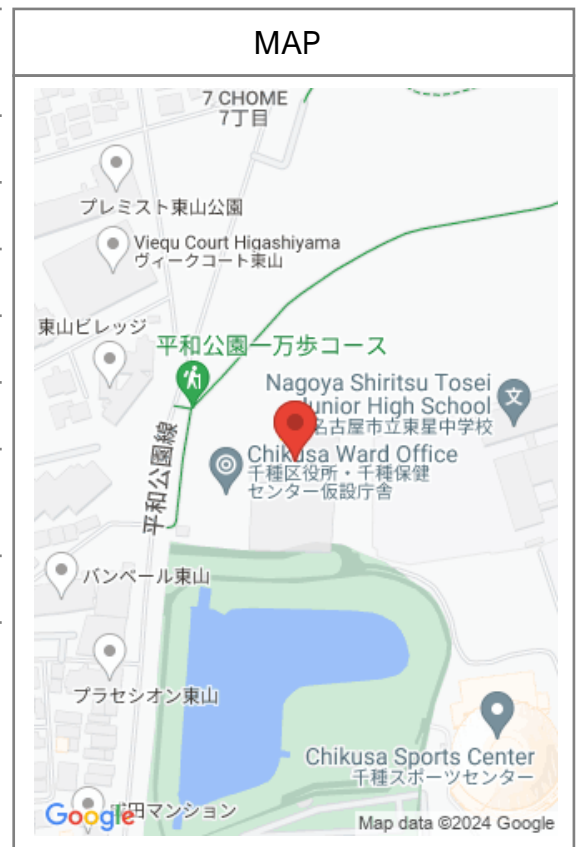 MAP
7 CHOME
7丁目
プレミスト東山公園
Viequ Court Higashiyama
ヴィークコート東山
東山ビレッジ
平和公園一万歩コース
Nagoya Shiritsu Tosei
Junior High School
名古屋市立東星中学校
平和公園線
Chikusa Ward Office
千種区役所・千種保健
センター仮設庁舎
バンベール東山
プラセシオン東山
Chikusa Sports Center
千種スポーツセンター
田マンション
Google
Map data ©2024 Google